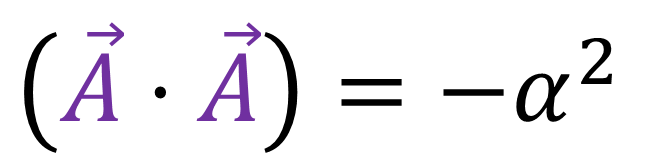 (A⃗ · A⃗) = −α²